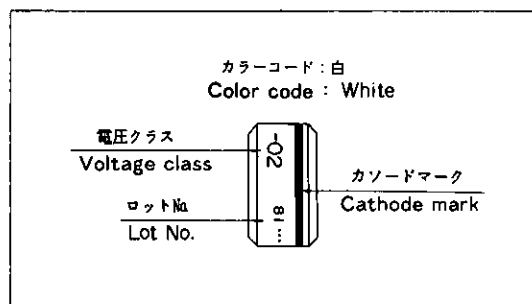 カラーコード：白
Color code : White
電圧クラス
Voltage class
-02
カソードマーク
Cathode mark
ロット№
Lot No.
81...